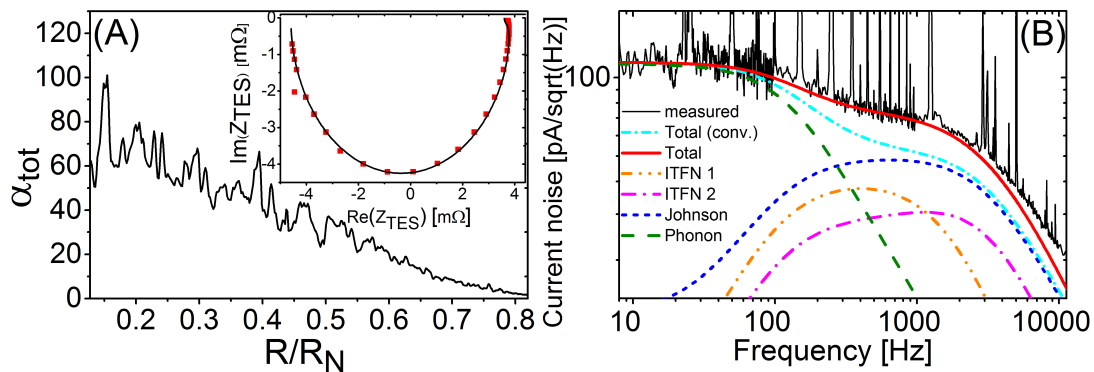 (A)
120
100
80
60
40
20
0
α_tot
0.2
0.3
0.4
0.5
0.6
0.7
0.8
R/R_N
0
-1
-2
-3
-4
-5
Im(Z_TES) [mΩ]
-4
-2
0
2
4
Re(Z_TES) [mΩ]
(B)
100
Current noise [pA/sqrt(Hz)]
measured
Total (conv.)
Total
ITFN 1
ITFN 2
Johnson
Phonon
10
100
1000
10000
Frequency [Hz]